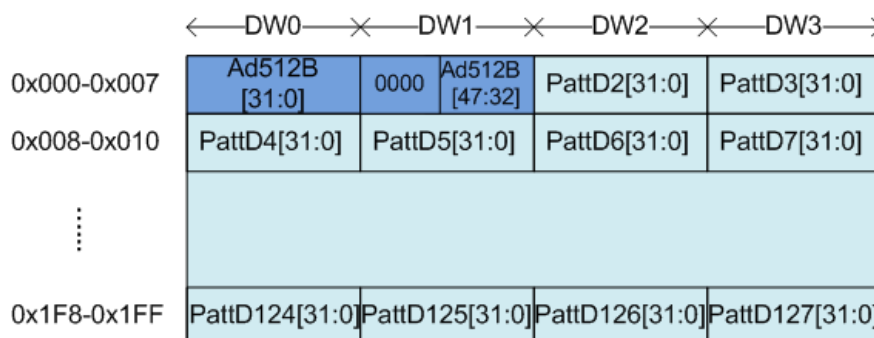 DW0 DW1 DW2 DW3
0x000-0x007 Ad512B [31:0] 0000 Ad512B [47:32] PattD2[31:0] PattD3[31:0]
0x008-0x010 PattD4[31:0] PattD5[31:0] PattD6[31:0] PattD7[31:0]
0x1F8-0x1FF PattD124[31:0] PattD125[31:0] PattD126[31:0] PattD127[31:0]